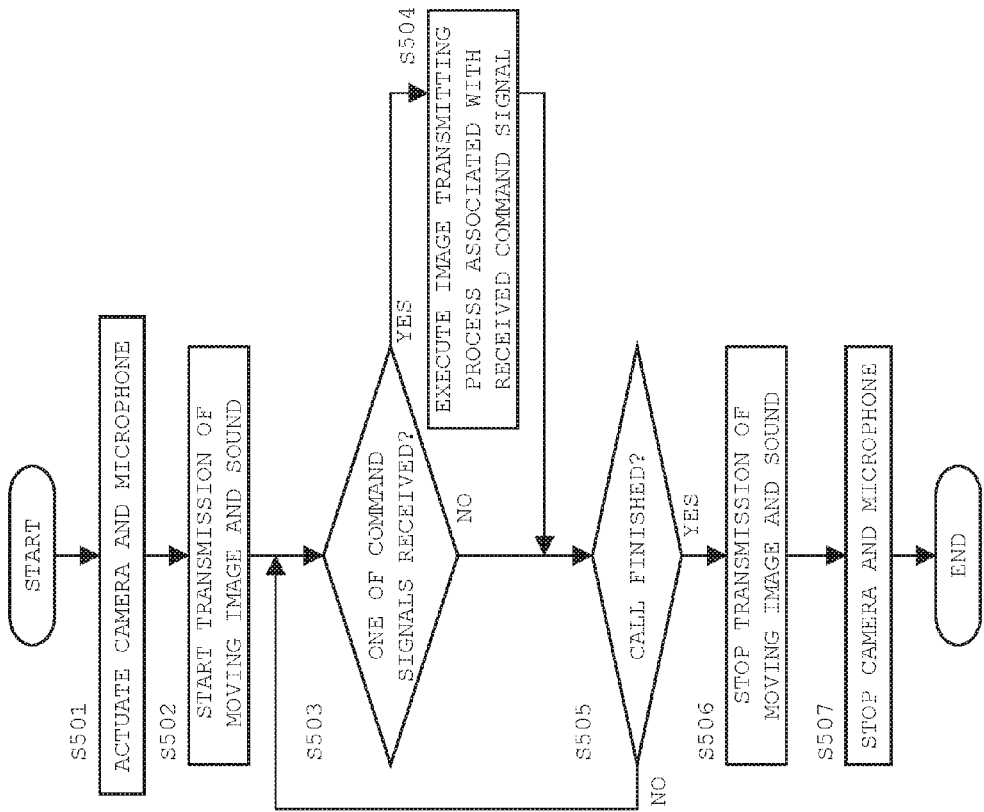 START
S501
ACTUATE CAMERA AND MICROPHONE
S502
START TRANSMISSION OF
MOVING IMAGE AND SOUND
S503
ONE OF COMMAND
SIGNALS RECEIVED?
YES
NO
S504
EXECUTE IMAGE TRANSMITTING
PROCESS ASSOCIATED WITH
RECEIVED COMMAND SIGNAL
S505
CALL FINISHED?
NO
YES
S506
STOP TRANSMISSION OF
MOVING IMAGE AND SOUND
S507
STOP CAMERA AND MICROPHONE
END